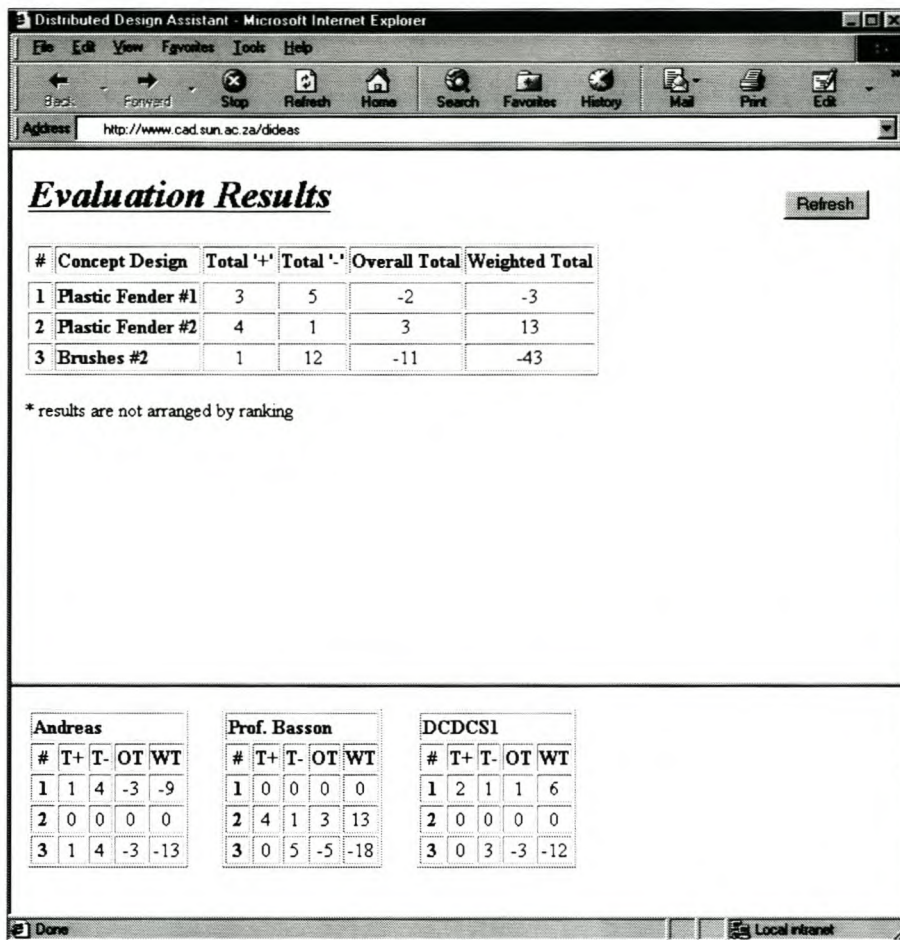 Distributed Design Assistant - Microsoft Internet Explorer
File Edit View Favorites Tools Help
Back Forward Stop Refresh Home Search Favorites History Mail Print Edit
Address http://www.cad.sun.ac.za/dideas
Evaluation Results
Refresh
# Concept Design Total '+' Total '-' Overall Total Weighted Total
1 Plastic Fender #1 3 5 -2 -3
2 Plastic Fender #2 4 1 3 13
3 Brushes #2 1 12 -11 -43
* results are not arranged by ranking
Andreas Prof. Basson DCDCS1
# T+ T- OT WT # T+ T- OT WT # T+ T- OT WT
1 1 4 -3 -9 1 0 0 0 0 1 2 1 1 6
2 0 0 0 0 2 4 1 3 13 2 0 0 0 0
3 1 4 -3 -13 3 0 5 -5 -18 3 0 3 -3 -12
Done Local intranet